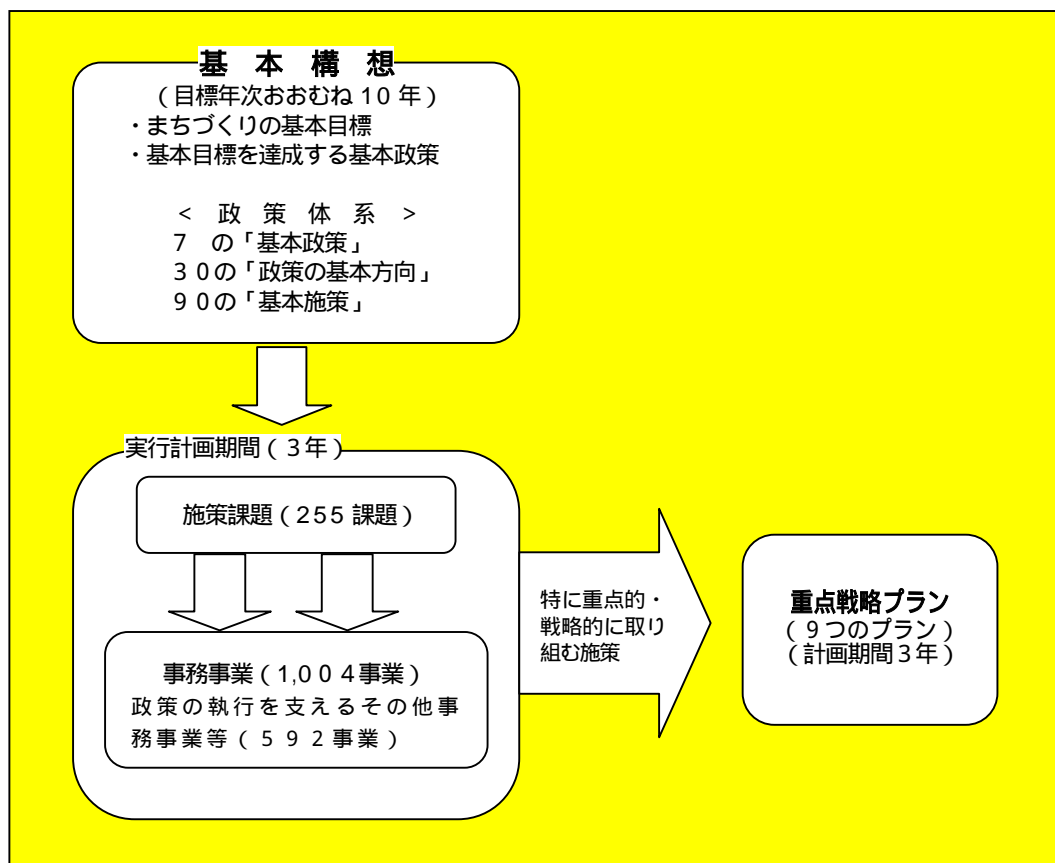 基本構想
(目標年次おおむね10年)
・まちづくりの基本目標
・基本目標を達成する基本政策
<政策体系>
7の「基本政策」
30の「政策の基本方向」
90の「基本施策」
実行計画期間(3年)
施策課題(255課題)
事務事業(1,004事業)
政策の執行を支えるその他事
務事業等(592事業)
特に重点的・
戦略的に取り
組む施策
重点戦略プラン
(9つのプラン)
(計画期間3年)